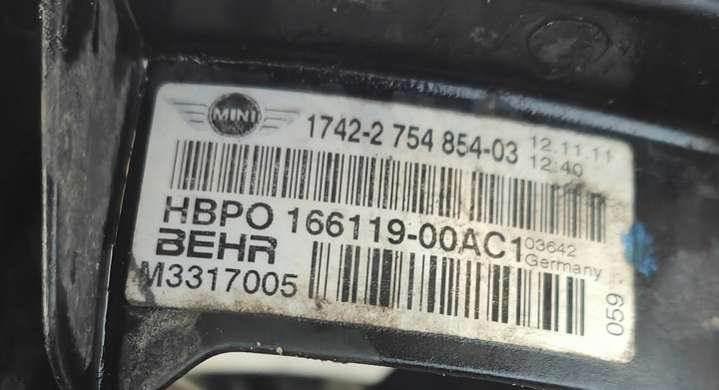 MINI
1742-2 754 854-03 12.11.11
12:40
HBPO 166119-00AC1 03642
BEHR Germany
M3317005
059